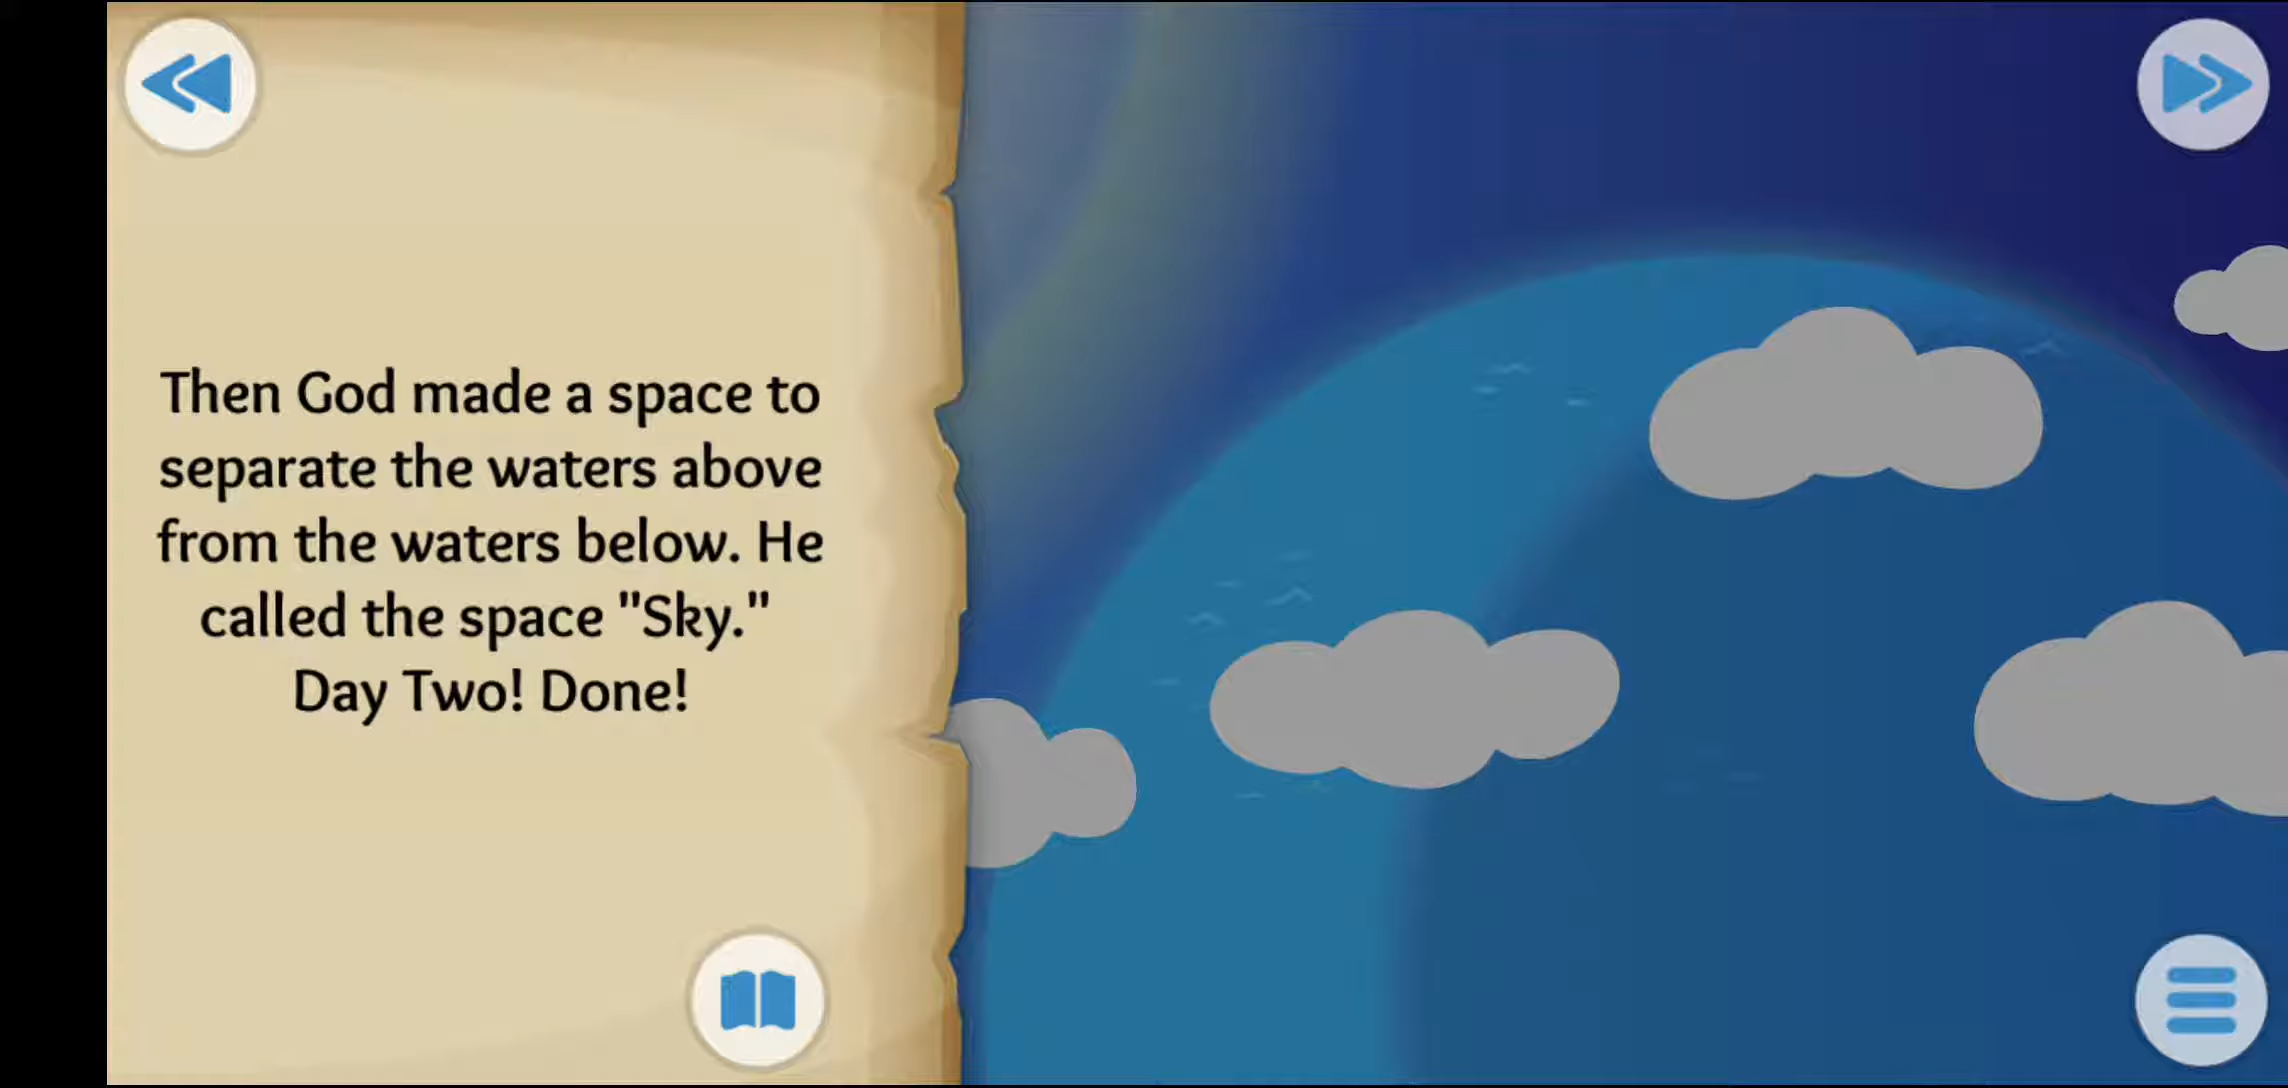 Then God made a space to
separate the waters above
from the waters below. He
called the space "Sky."
Day Two! Done!